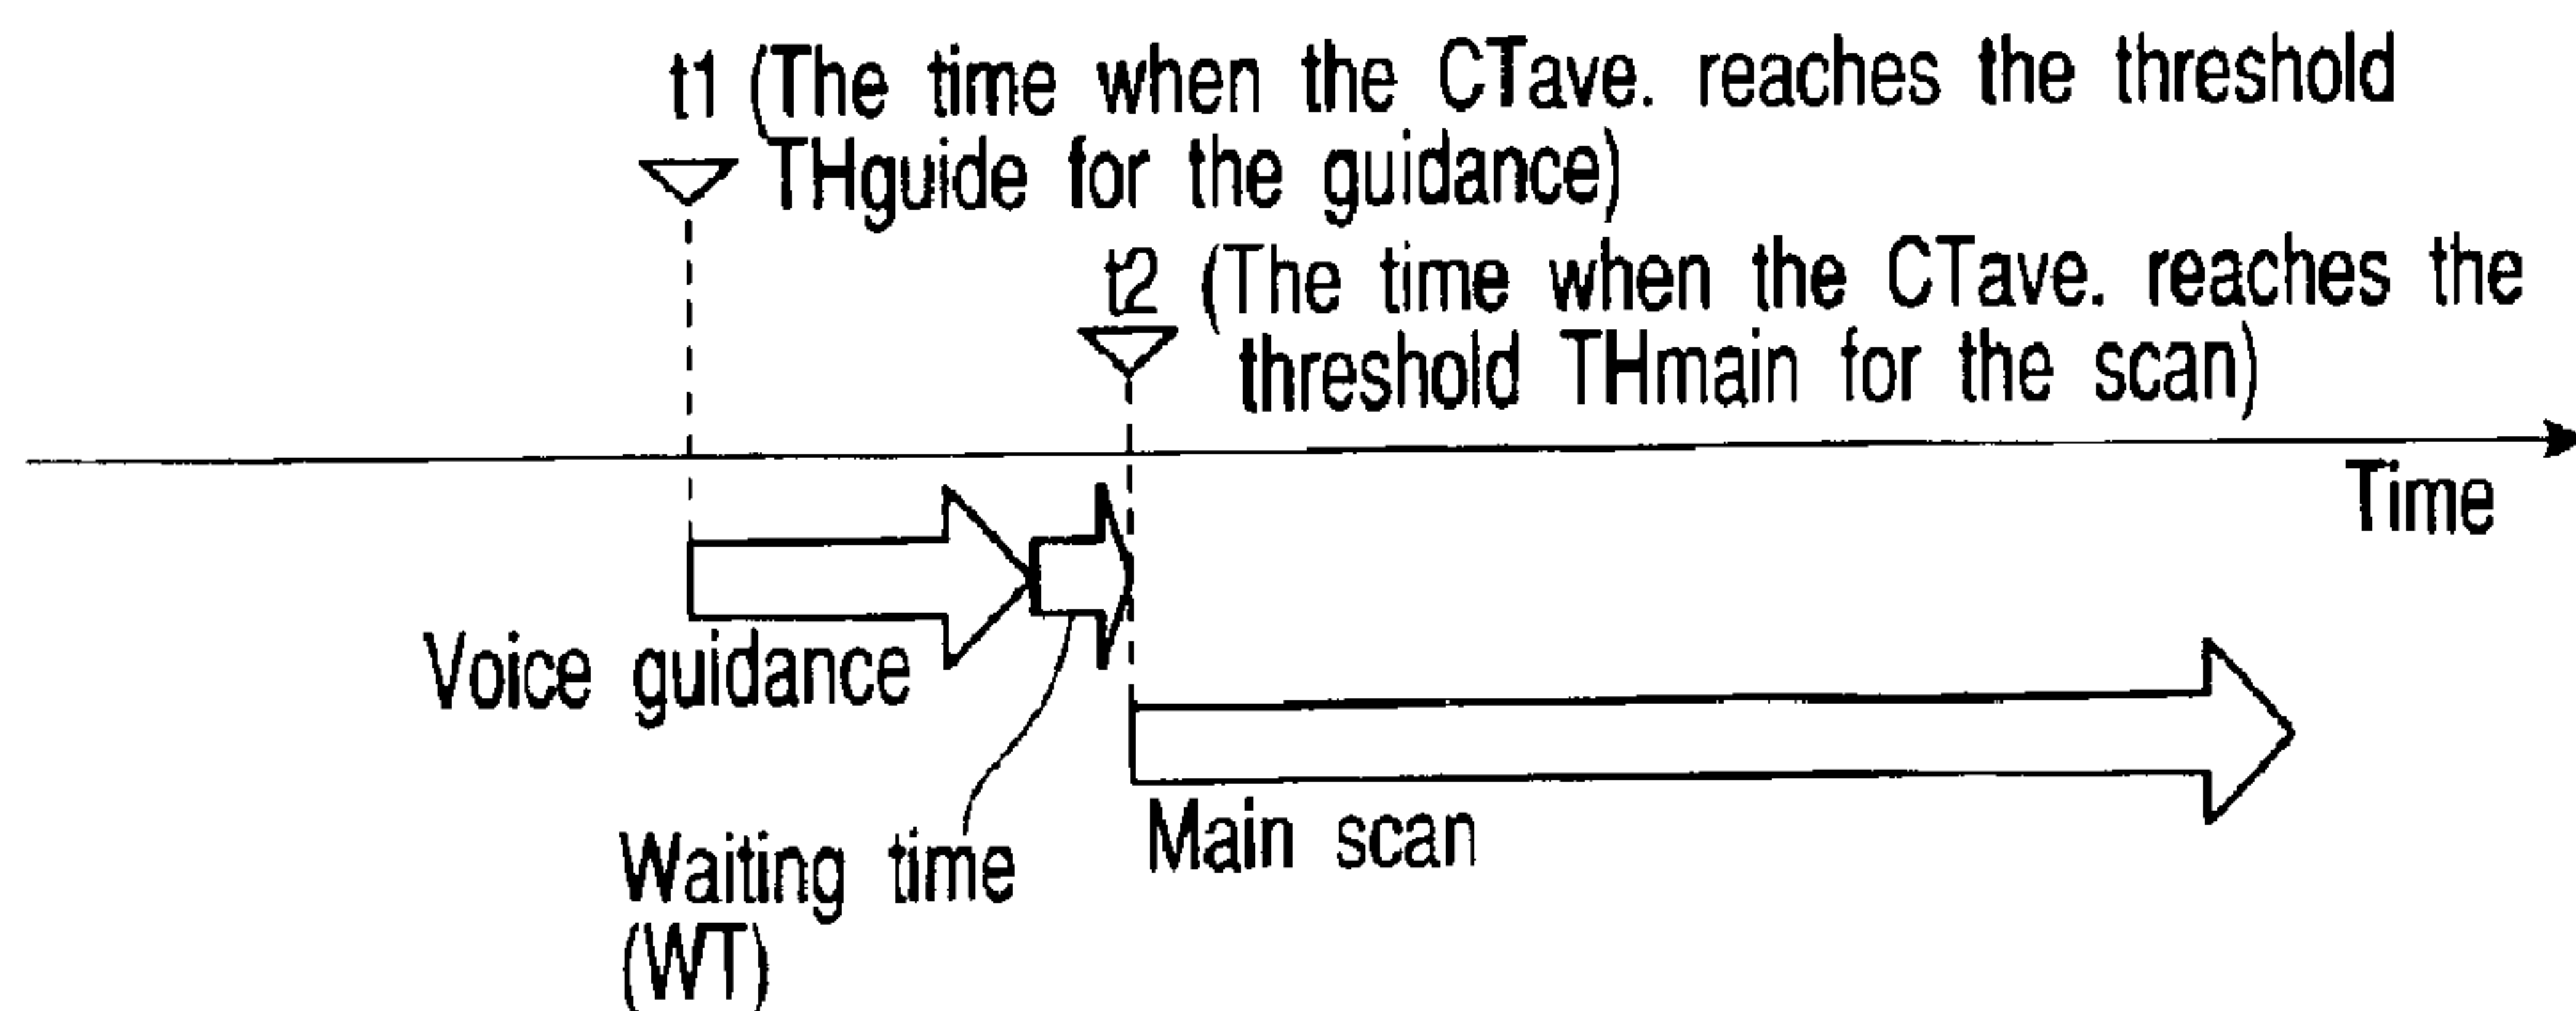 t1 (The time when the CTave. reaches the threshold
THguide for the guidance)
t2 (The time when the CTave. reaches the
threshold THmain for the scan)
Time
Voice guidance
Waiting time
(WT)
Main scan